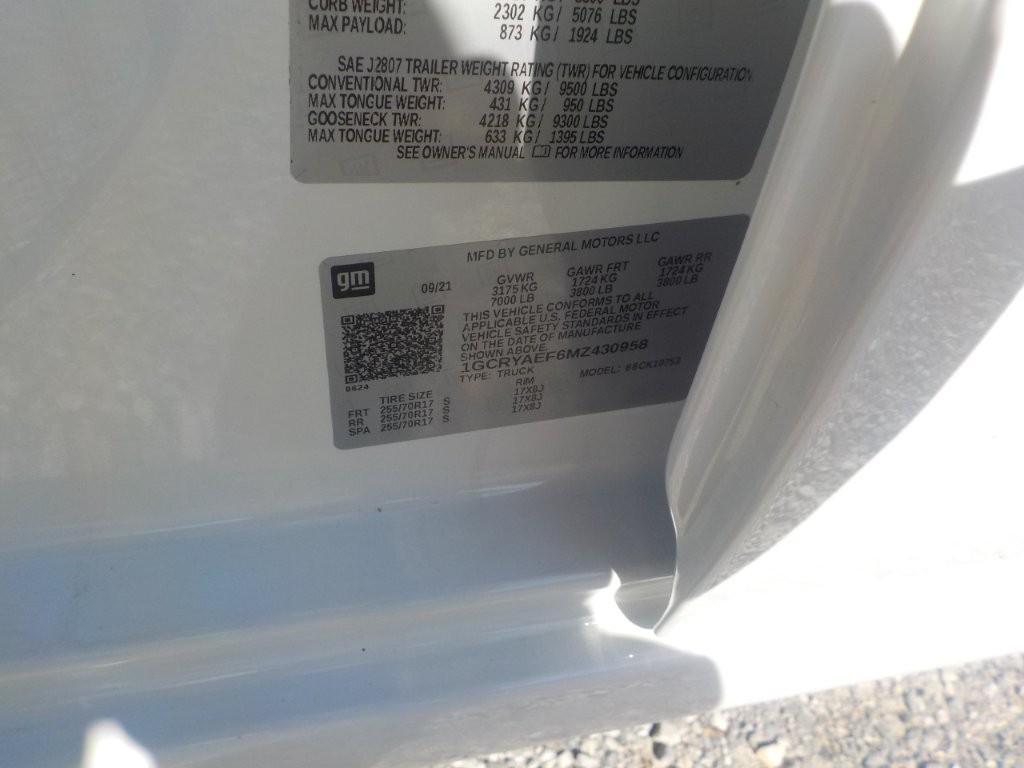 CURB WEIGHT: 2302 KG/ 5076 LBS
MAX PAYLOAD: 873 KG/ 1924 LBS
SAE J2807 TRAILER WEIGHT RATING (TWR) FOR VEHICLE CONFIGURATION
CONVENTIONAL TWR: 4309 KG/ 9500 LBS
MAX TONGUE WEIGHT: 431 KG/ 950 LBS
GOOSENECK TWR: 4218 KG/ 9300 LBS
MAX TONGUE WEIGHT: 633 KG/ 1395 LBS
SEE OWNER'S MANUAL FOR MORE INFORMATION
gm
MFD BY GENERAL MOTORS LLC
09/21 GVWR GAWR FRT GAWR RR
3175 KG 1724 KG 1724 KG
7000 LB 3800 LB 3800 LB
THIS VEHICLE CONFORMS TO ALL
APPLICABLE U.S. FEDERAL MOTOR
VEHICLE SAFETY STANDARDS IN EFFECT
ON THE DATE OF MANUFACTURE
SHOWN ABOVE.
1GCRYAEF6MZ430958
TYPE: TRUCK MODEL:
0624
TIRE SIZE RIM
FRT 255/70R17 S 17X8J
RR 255/70R17 S 17X8J
SPA 255/70R17 S 17X8J